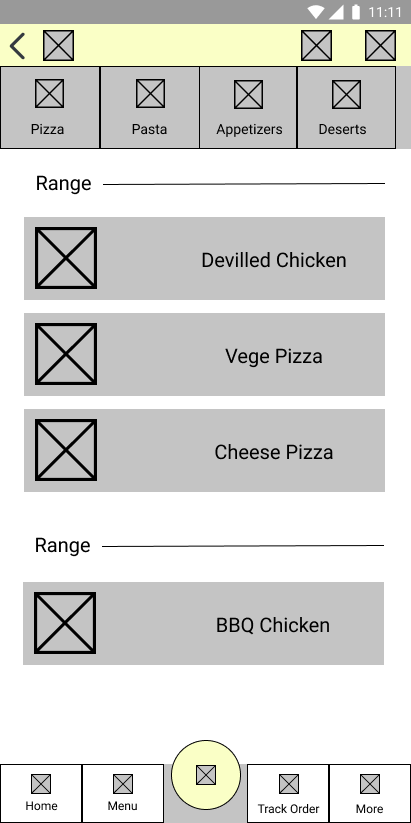 11:11
Pizza Pasta Appetizers Deserts
Range
Devilled Chicken
Vege Pizza
Cheese Pizza
Range
BBQ Chicken
Home Menu Track Order More